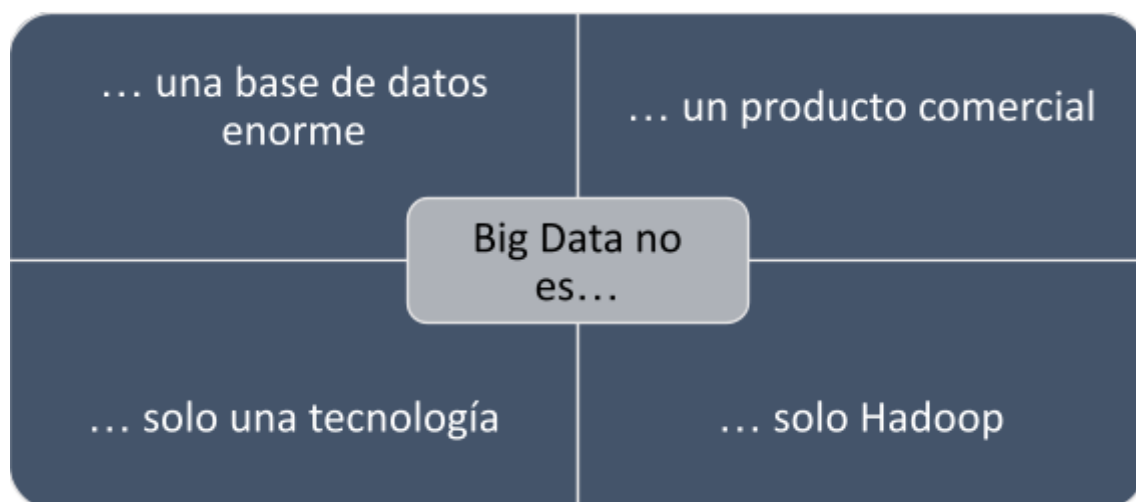 … una base de datos
enorme
… un producto comercial
Big Data no
es…
… solo una tecnología
… solo Hadoop